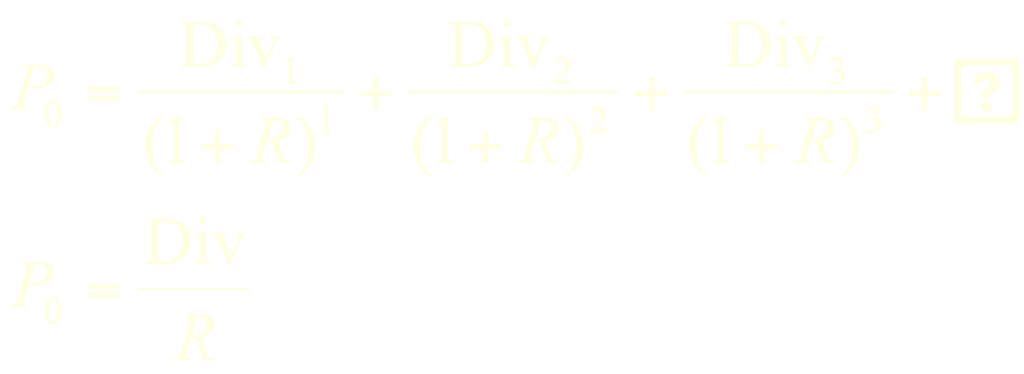 P₀ = Div₁/(1 + R)¹ + Div₂/(1 + R)² + Div₃/(1 + R)³ + ?
P₀ = Div/R